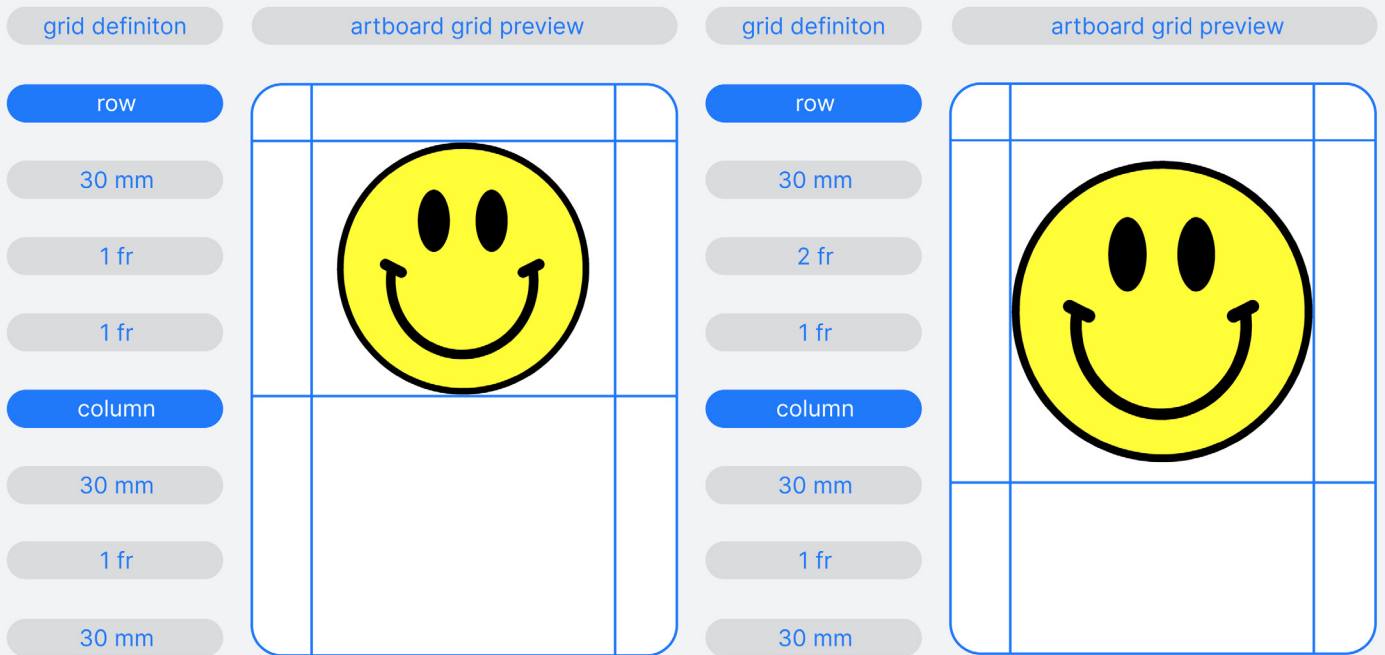 grid definiton
artboard grid preview
row
30 mm
1 fr
1 fr
column
30 mm
1 fr
30 mm
grid definiton
artboard grid preview
row
30 mm
2 fr
1 fr
column
30 mm
1 fr
30 mm